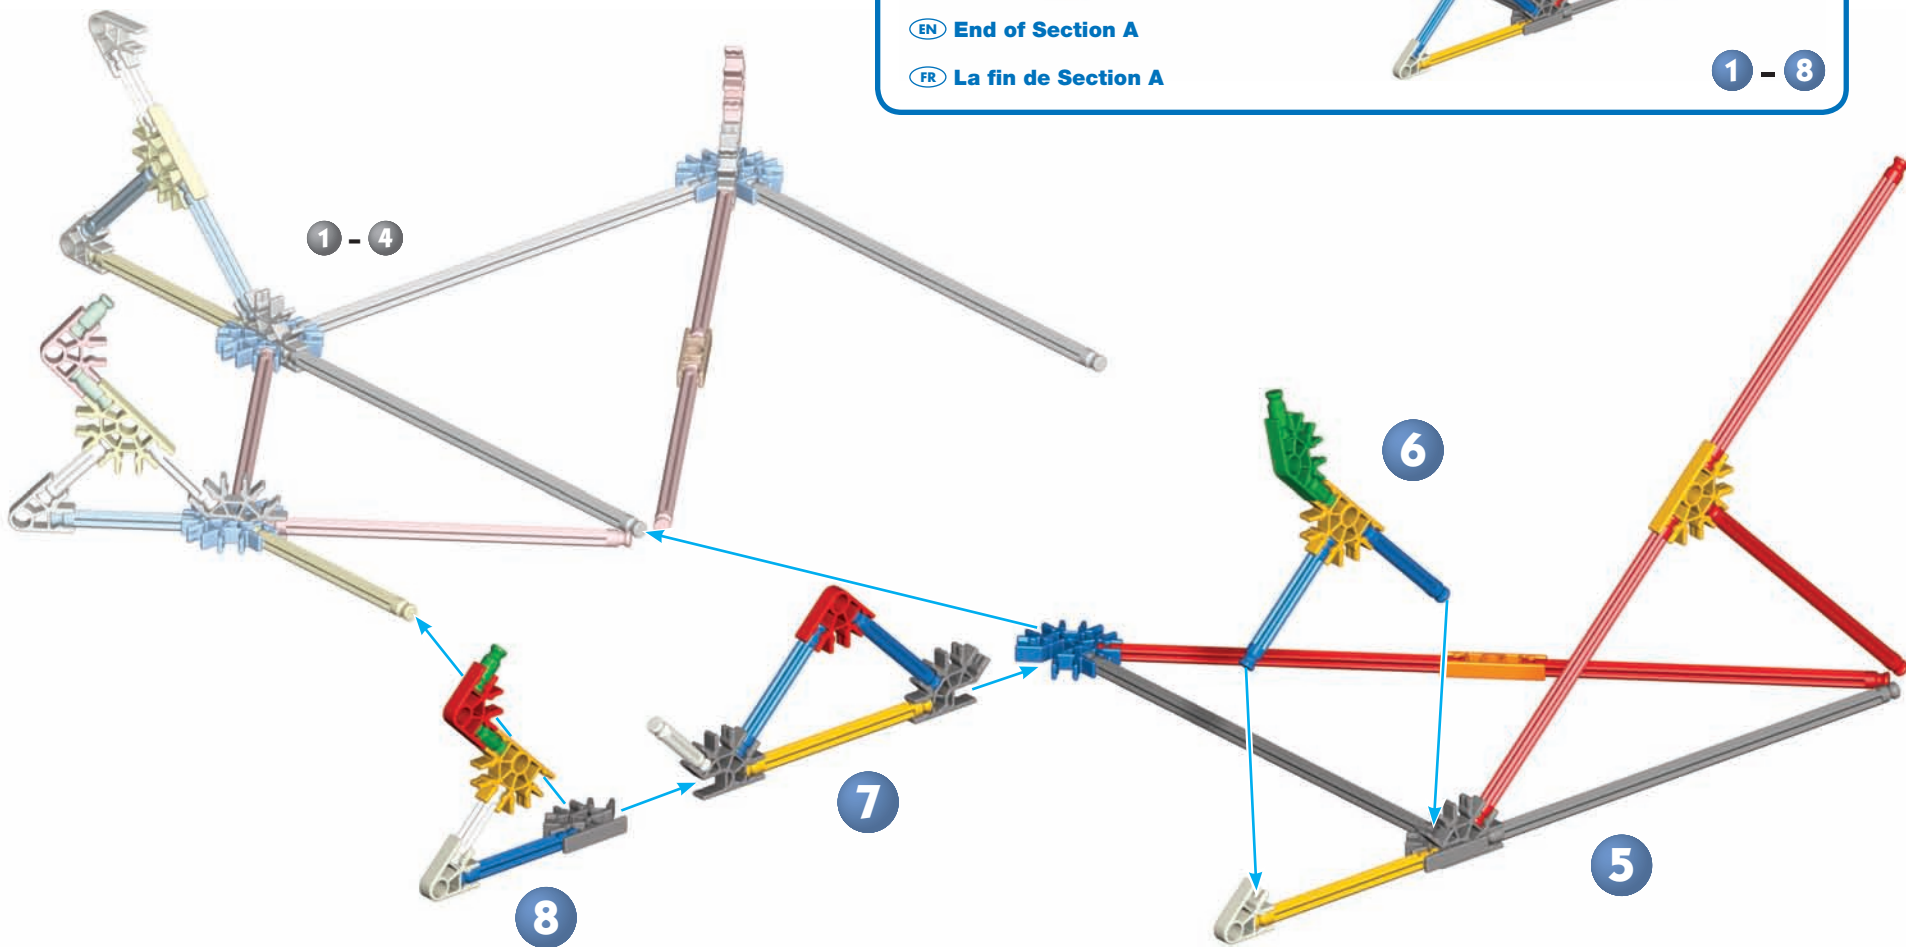 EN End of Section A
FR La fin de Section A
1 - 8
1 - 4
6
7
5
8